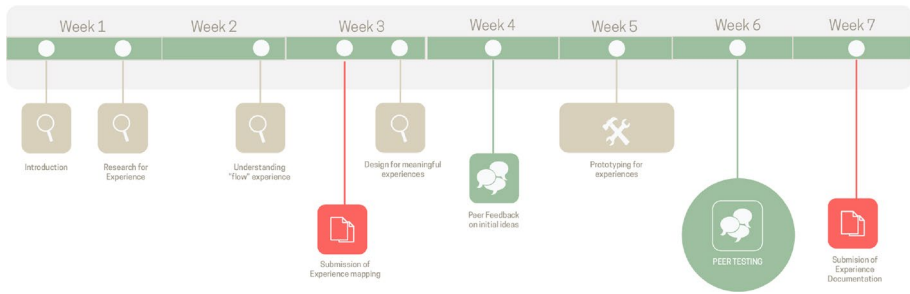 Week 1
Week 2
Week 3
Week 4
Week 5
Week 6
Week 7
Introduction
Research for
Experience
Understanding
"flow" experience
Submission of
Experience mapping
Design for meaningful
experiences
Peer Feedback
on initial ideas
Prototyping for
experiences
PEER TESTING
Submision of
Experience
Documentation